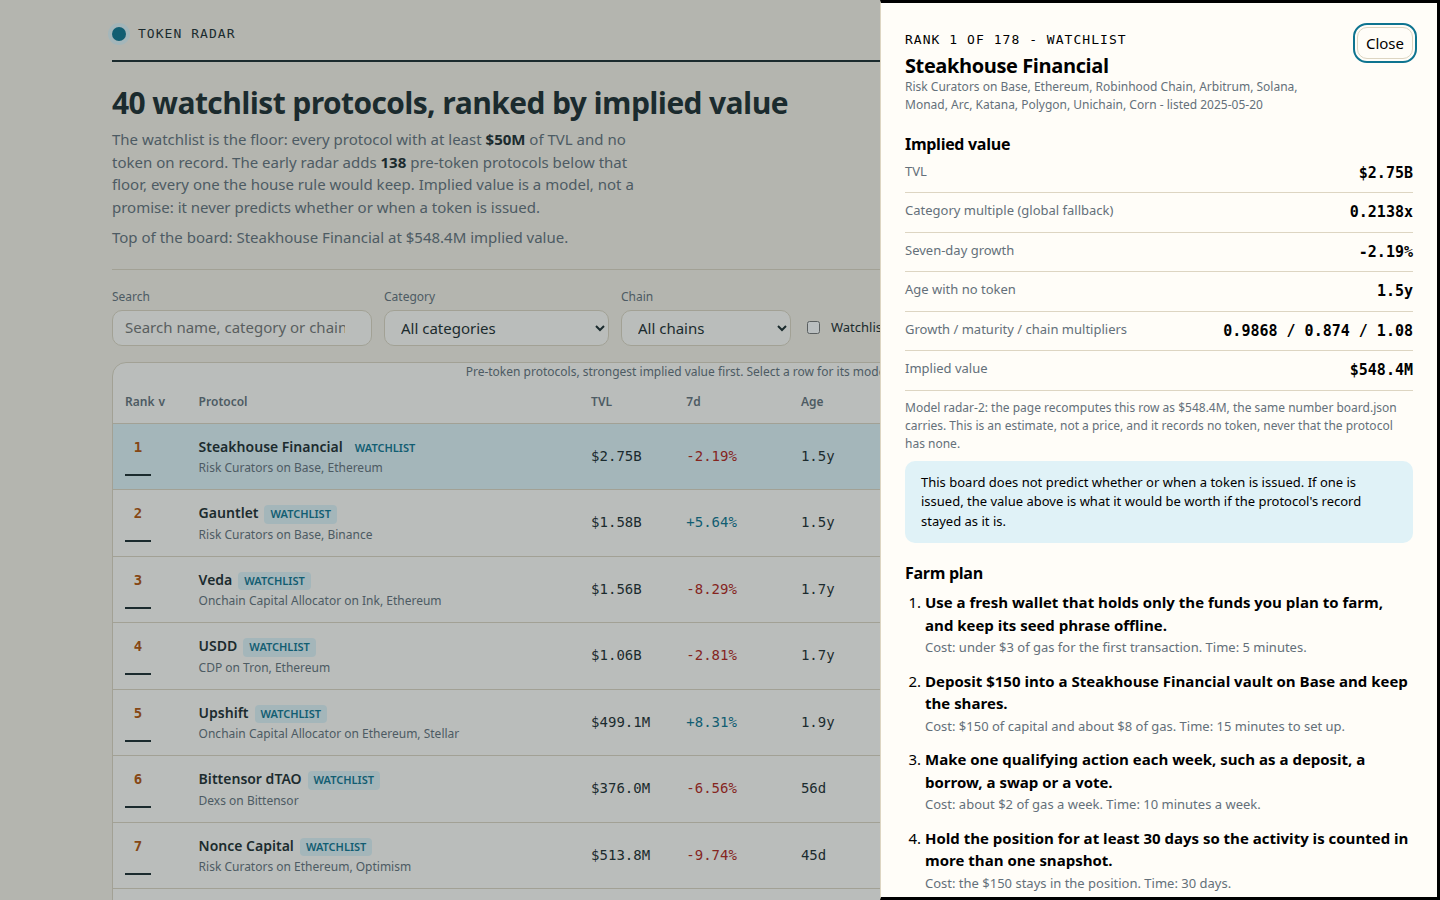 TOKEN RADAR
40 watchlist protocols, ranked by implied value
The watchlist is the floor: every protocol with at least $50M of TVL and no
token on record. The early radar adds 138 pre-token protocols below that
floor, every one the house rule would keep. Implied value is a model, not a
promise: it never predicts whether or when a token is issued.
Top of the board: Steakhouse Financial at $548.4M implied value.
Search
Category
Chain
Search name, category or chain
All categories
All chains
Watchlis
Pre-token protocols, strongest implied value first. Select a row for its mode
Rank v Protocol TVL 7d Age
1 Steakhouse Financial WATCHLIST $2.75B -2.19% 1.5y
Risk Curators on Base, Ethereum
2 Gauntlet WATCHLIST $1.58B +5.64% 1.5y
Risk Curators on Base, Binance
3 Veda WATCHLIST $1.56B -8.29% 1.7y
Onchain Capital Allocator on Ink, Ethereum
4 USDD WATCHLIST $1.06B -2.81% 1.7y
CDP on Tron, Ethereum
5 Upshift WATCHLIST $499.1M +8.31% 1.9y
Onchain Capital Allocator on Ethereum, Stellar
6 Bittensor dTAO WATCHLIST $376.0M -6.56% 56d
Dexs on Bittensor
7 Nonce Capital WATCHLIST $513.8M -9.74% 45d
Risk Curators on Ethereum, Optimism
RANK 1 OF 178 - WATCHLIST
Close
Steakhouse Financial
Risk Curators on Base, Ethereum, Robinhood Chain, Arbitrum, Solana,
Monad, Arc, Katana, Polygon, Unichain, Corn - listed 2025-05-20
Implied value
TVL $2.75B
Category multiple (global fallback) 0.2138x
Seven-day growth -2.19%
Age with no token 1.5y
Growth / maturity / chain multipliers 0.9868 / 0.874 / 1.08
Implied value $548.4M
Model radar-2: the page recomputes this row as $548.4M, the same number board.json
carries. This is an estimate, not a price, and it records no token, never that the protocol
has none.
This board does not predict whether or when a token is issued. If one is
issued, the value above is what it would be worth if the protocol's record
stayed as it is.
Farm plan
1. Use a fresh wallet that holds only the funds you plan to farm,
and keep its seed phrase offline.
Cost: under $3 of gas for the first transaction. Time: 5 minutes.
2. Deposit $150 into a Steakhouse Financial vault on Base and keep
the shares.
Cost: $150 of capital and about $8 of gas. Time: 15 minutes to set up.
3. Make one qualifying action each week, such as a deposit, a
borrow, a swap or a vote.
Cost: about $2 of gas a week. Time: 10 minutes a week.
4. Hold the position for at least 30 days so the activity is counted in
more than one snapshot.
Cost: the $150 stays in the position. Time: 30 days.